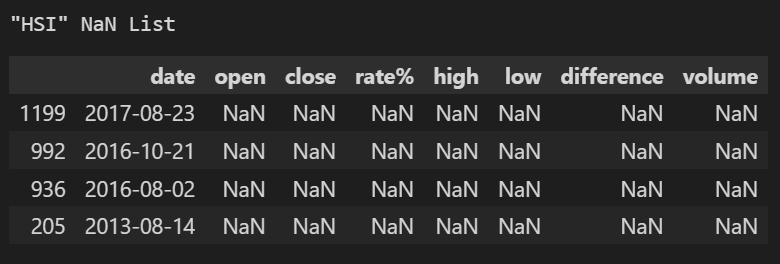 "HSI" NaN List
date open close rate% high low difference volume
1199 2017-08-23 NaN NaN NaN NaN NaN NaN NaN
992 2016-10-21 NaN NaN NaN NaN NaN NaN NaN
936 2016-08-02 NaN NaN NaN NaN NaN NaN NaN
205 2013-08-14 NaN NaN NaN NaN NaN NaN NaN